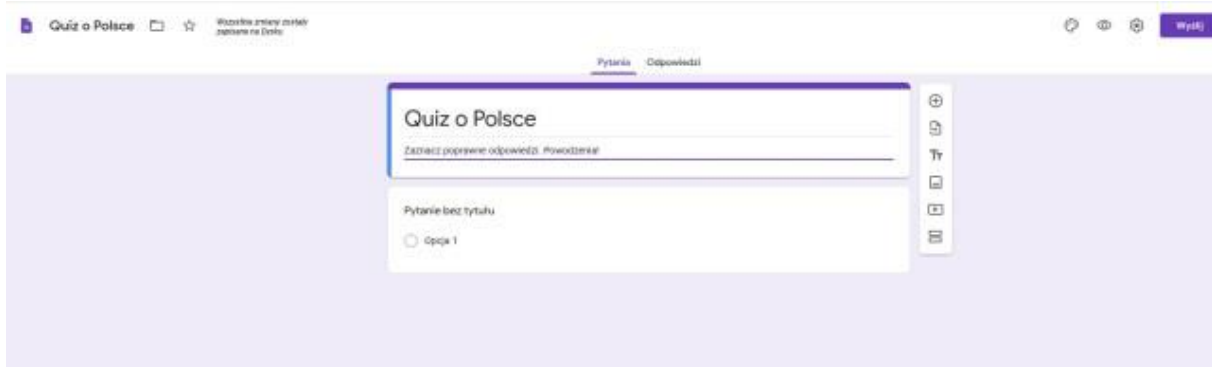 Quiz o Polsce
Wszystkie zmiany zostały
zapisane na Dysku
Wyślij
Pytania Odpowiedzi
Quiz o Polsce
Zaznacz poprawne odpowiedzi. Powodzenia!
Pytanie bez tytułu
Opcja 1